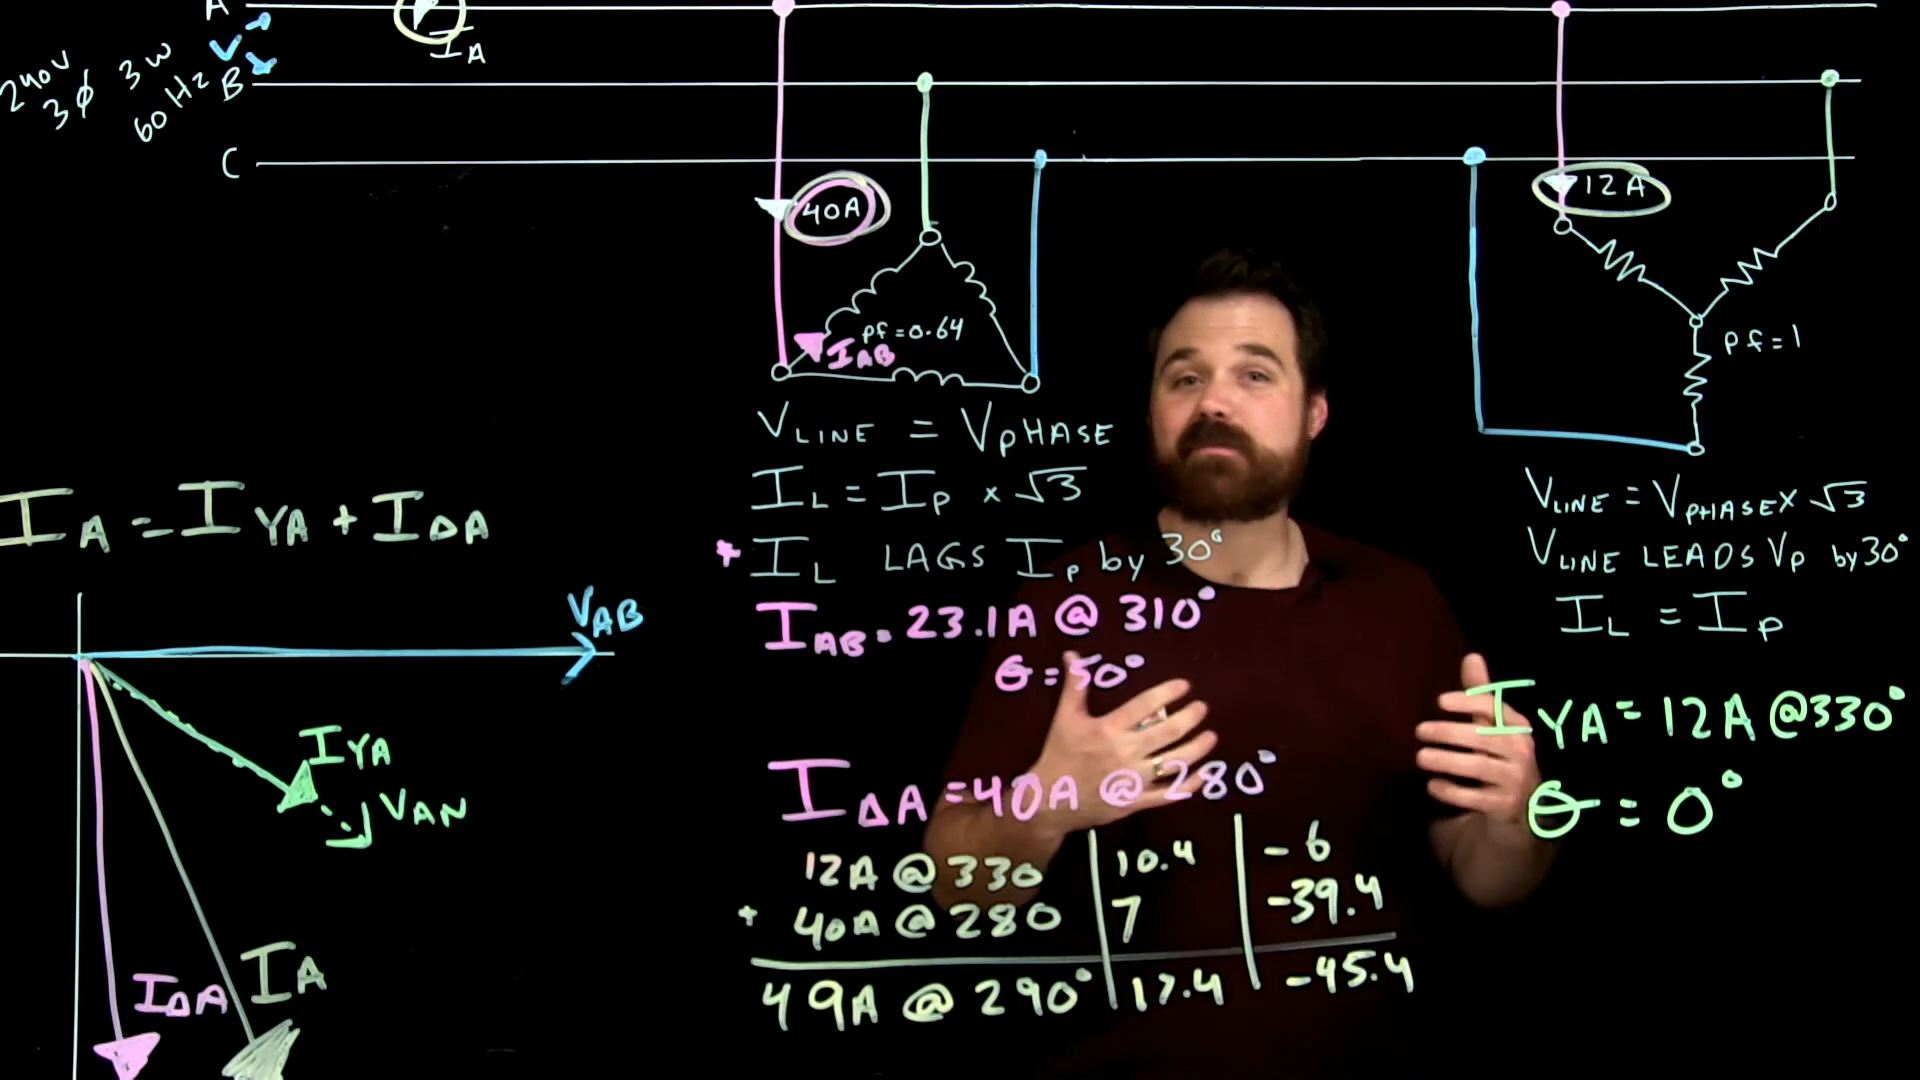 A
I A
240V
3ϕ 3W
60Hz
V
B
C
40A
pf=0.64
I AB
12A
pf=1
V LINE = V PHASE
I L = I P x √3
* I L LAGS I P by 30°
I AB = 23.1A @ 310°
θ = 50°
I ΔA = 40A @ 280°
12A @ 330 | 10.4 | -6
+ 40A @ 280 | 7 | -39.4
49A @ 290° | 17.4 | -45.4
V LINE = V PHASE x √3
V LINE LEADS V P by 30°
I L = I P
I YA = 12A @ 330°
θ = 0°
I A = I YA + I ΔA
V AB
I YA
V AN
I ΔA
I A